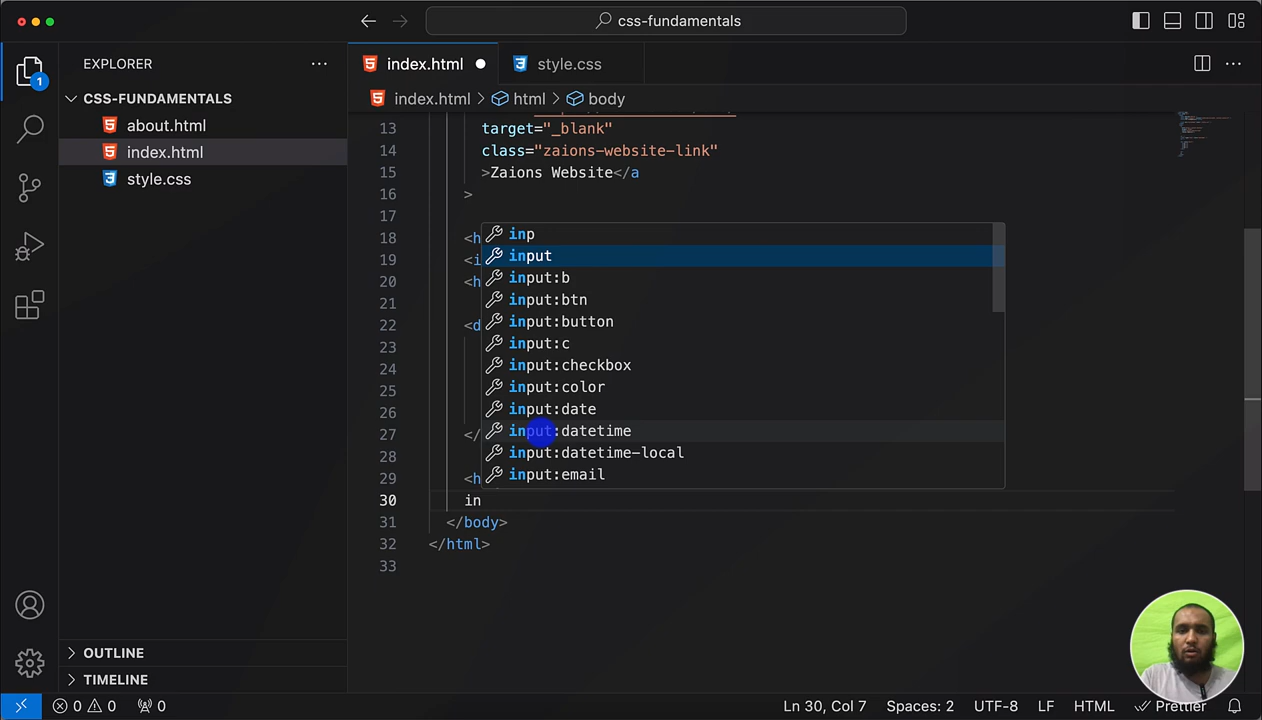 css-fundamentals
EXPLORER
index.html
style.css
CSS-FUNDAMENTALS
index.html
html
body
about.html
index.html
style.css
1
13
target="_blank"
14
class="zaions-website-link"
15
>Zaions Website</a
16
>
17
18
<h
19
<i
20
<h
21
22
<d
23
24
25
26
27
</
28
29
<h
30
in
31
</body>
32
</html>
33
inp
input
input:b
input:btn
input:button
input:c
input:checkbox
input:color
input:date
input:datetime
input:datetime-local
input:email
OUTLINE
TIMELINE
0 0 0
Ln 30, Col 7
Spaces: 2
UTF-8
LF
HTML
Prettier